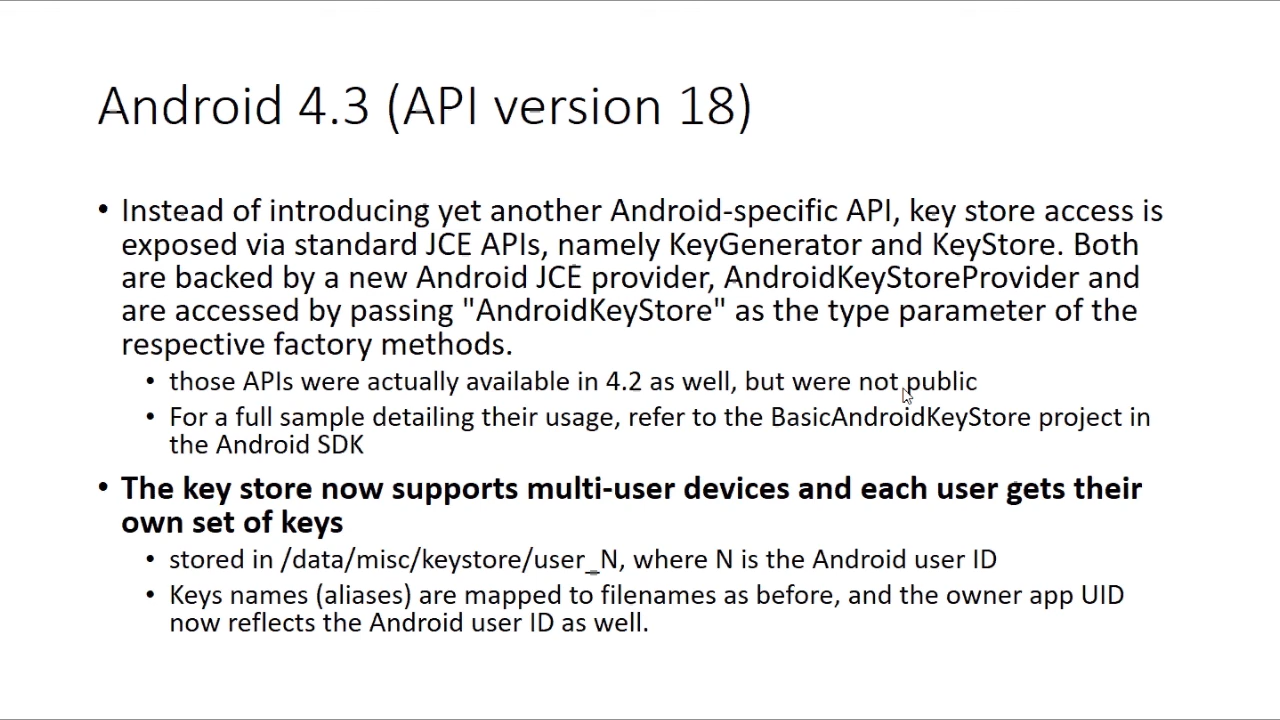 Android 4.3 (API version 18)
• Instead of introducing yet another Android-specific API, key store access is
exposed via standard JCE APIs, namely KeyGenerator and KeyStore. Both
are backed by a new Android JCE provider, AndroidKeyStoreProvider and
are accessed by passing "AndroidKeyStore" as the type parameter of the
respective factory methods.
• those APIs were actually available in 4.2 as well, but were not public
• For a full sample detailing their usage, refer to the BasicAndroidKeyStore project in
the Android SDK
• The key store now supports multi-user devices and each user gets their
own set of keys
• stored in /data/misc/keystore/user_N, where N is the Android user ID
• Keys names (aliases) are mapped to filenames as before, and the owner app UID
now reflects the Android user ID as well.